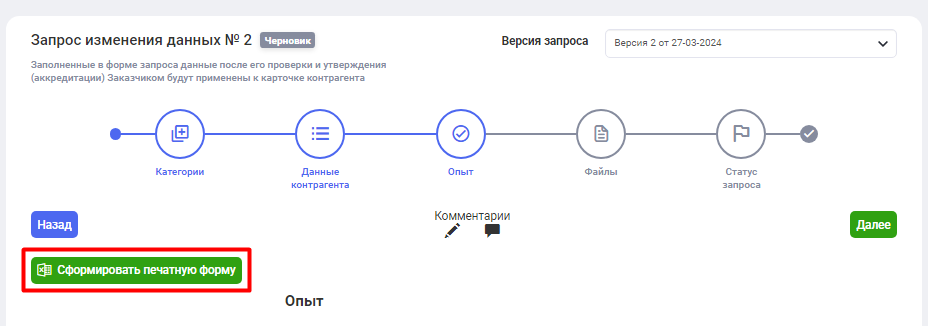 Запрос изменения данных № 2 Черновик
Версия запроса
Версия 2 от 27-03-2024
Заполненные в форме запроса данные после его проверки и утверждения
(аккредитации) Заказчиком будут применены к карточке контрагента
Категории
Данные
контрагента
Опыт
Файлы
Статус
запроса
Назад
Комментарии
Далее
Сформировать печатную форму
Опыт